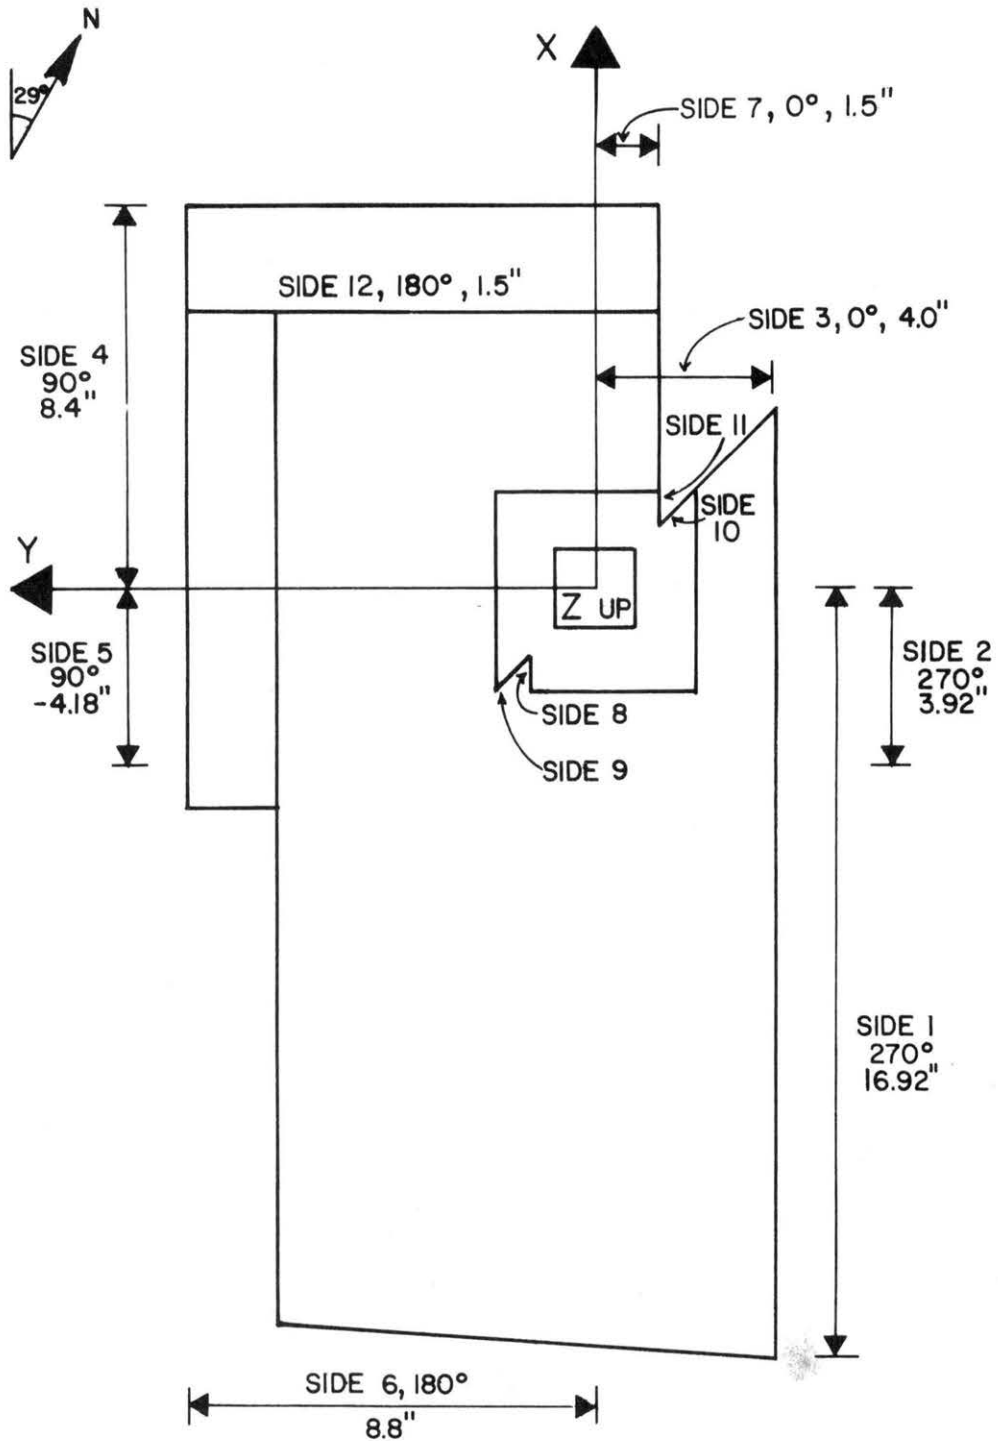 N
29°
X
SIDE 7, 0°, 1.5"
SIDE 12, 180°, 1.5"
SIDE 3, 0°, 4.0"
SIDE 4
90°
8.4"
SIDE 11
SIDE
10
Y
Z UP
SIDE 5
90°
-4.18"
SIDE 2
270°
3.92"
SIDE 8
SIDE 9
SIDE 1
270°
16.92"
SIDE 6, 180°
8.8"